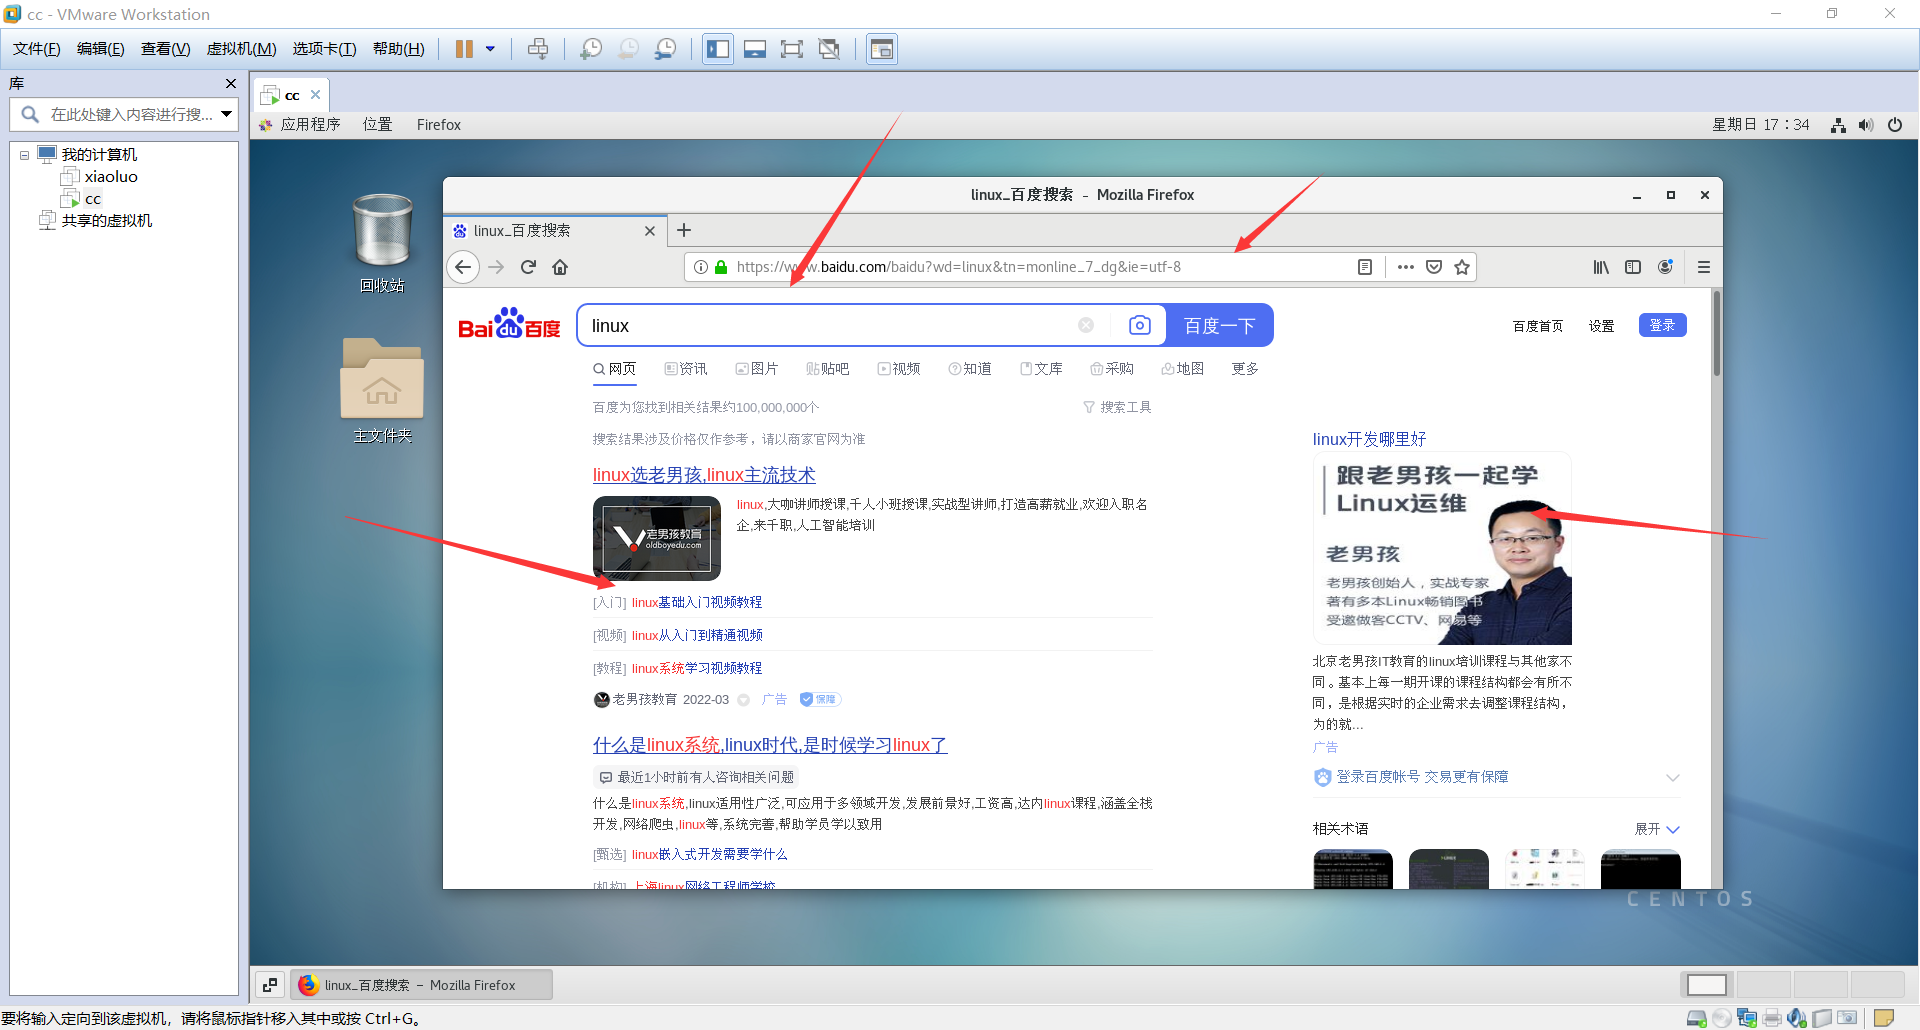 cc - VMware Workstation
文件(F) 编辑(E) 查看(V) 虚拟机(M) 选项卡(T) 帮助(H)
库
在此处键入内容进行搜...
我的计算机
xiaoluo
cc
共享的虚拟机
cc
应用程序 位置 Firefox
星期日 17:34
回收站
主文件夹
linux_百度搜索 - Mozilla Firefox
linux_百度搜索
https://www.baidu.com/baidu?wd=linux&tn=monline_7_dg&ie=utf-8
Bai du 百度
linux
百度一下
百度首页 设置 登录
网页 资讯 图片 贴吧 视频 知道 文库 采购 地图 更多
百度为您找到相关结果约100,000,000个
搜索工具
搜索结果涉及价格仅作参考，请以商家官网为准
linux选老男孩,linux主流技术
老男孩教育
oldboyedu.com
linux,大咖讲师授课,千人小班授课,实战型讲师,打造高薪就业,欢迎入职名
企,来千职,人工智能培训
[入门] linux基础入门视频教程
[视频] linux从入门到精通视频
[教程] linux系统学习视频教程
老男孩教育 2022-03 广告 保障
什么是linux系统,linux时代,是时候学习linux了
最近1小时前有人咨询相关问题
什么是linux系统,linux适用性广泛,可应用于多领域开发,发展前景好,工资高,达内linux课程,涵盖全栈
开发,网络爬虫,linux等,系统完善,帮助学员学以致用
[甄选] linux嵌入式开发需要学什么
[机构] 上海linux网络工程师学校
linux开发哪里好
跟老男孩一起学
Linux运维
老男孩
老男孩创始人，实战专家
著有多本Linux畅销图书
受邀做客CCTV、网易等
北京老男孩IT教育的linux培训课程与其他家不
同。基本上每一期开课的课程结构都会有所不
同，是根据实时的企业需求去调整课程结构，
为的就...
广告
登录百度帐号 交易更有保障
相关术语
展开
CENTOS
linux_百度搜索 - Mozilla Firefox
要将输入定向到该虚拟机，请将鼠标指针移入其中或按 Ctrl+G。